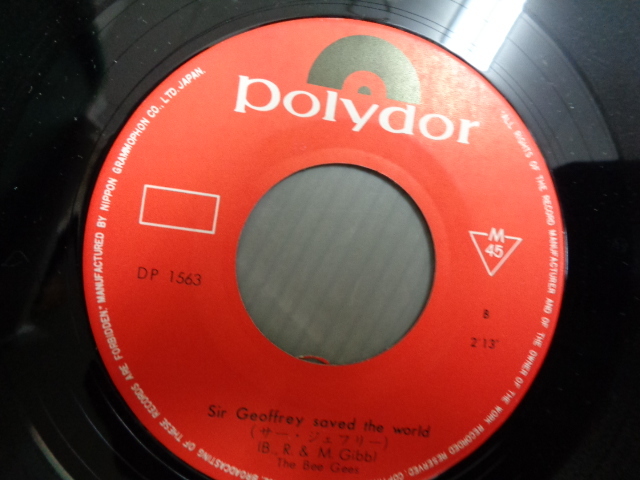 polydor
DP 1563
M
45
B
2'13"
Sir Geoffrey saved the world
(サー・ジェフリー)
(B., R. & M. Gibb)
The Bee Gees
BROADCASTING OF THESE RECORDS ARE FORBIDDEN. MANUFACTURED BY NIPPON GRAMMOPHON CO., LTD. JAPAN.
ALL RIGHTS OF THE RECORD MANUFACTURER AND OF THE OWNER OF THE WORK RECORDED RESERVED.